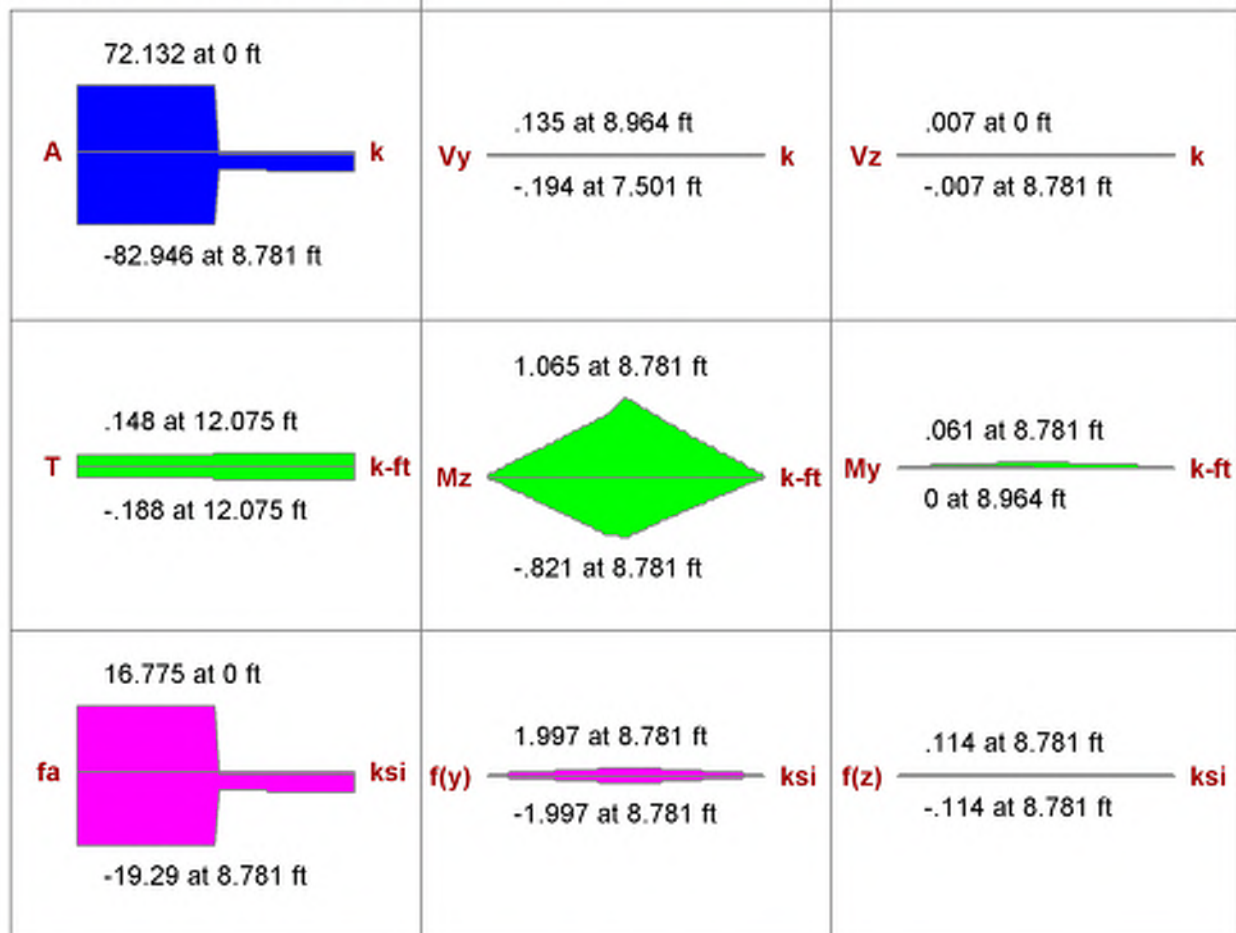 72.132 at 0 ft
A k
-82.946 at 8.781 ft
.135 at 8.964 ft
Vy k
-.194 at 7.501 ft
.007 at 0 ft
Vz k
-.007 at 8.781 ft
.148 at 12.075 ft
T k-ft
-.188 at 12.075 ft
1.065 at 8.781 ft
Mz k-ft
-.821 at 8.781 ft
.061 at 8.781 ft
My k-ft
0 at 8.964 ft
16.775 at 0 ft
fa ksi
-19.29 at 8.781 ft
1.997 at 8.781 ft
f(y) ksi
-1.997 at 8.781 ft
.114 at 8.781 ft
f(z) ksi
-.114 at 8.781 ft